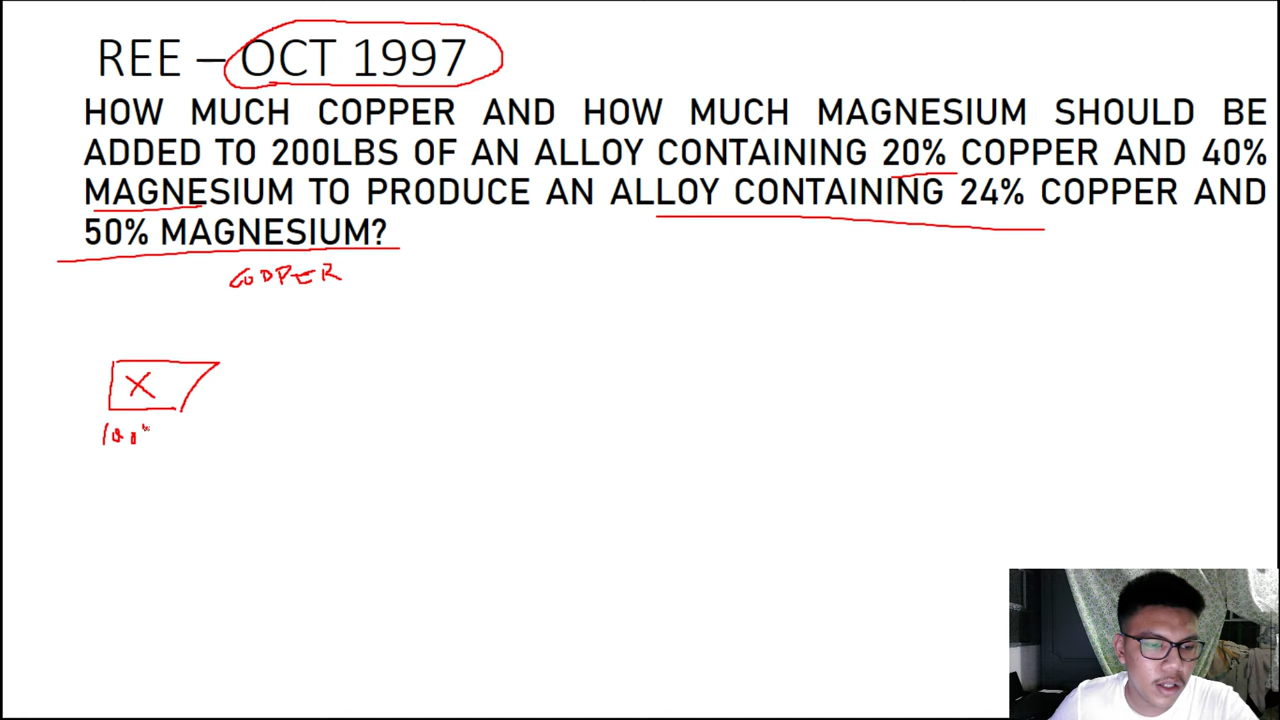 REE – OCT 1997
HOW MUCH COPPER AND HOW MUCH MAGNESIUM SHOULD BE
ADDED TO 200LBS OF AN ALLOY CONTAINING 20% COPPER AND 40%
MAGNESIUM TO PRODUCE AN ALLOY CONTAINING 24% COPPER AND
50% MAGNESIUM?
COPPER
X